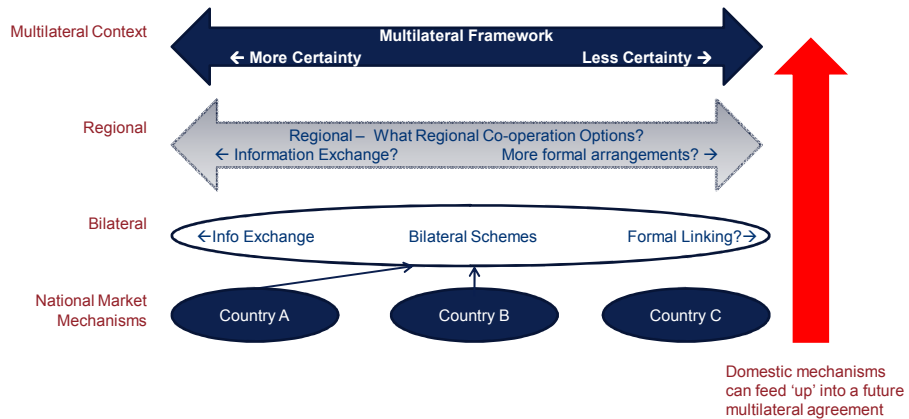 Multilateral Context
Multilateral Framework
← More Certainty
Less Certainty →
Regional
Regional – What Regional Co-operation Options?
← Information Exchange?
More formal arrangements? →
Bilateral
←Info Exchange
Bilateral Schemes
Formal Linking?→
National Market
Mechanisms
Country A
Country B
Country C
Domestic mechanisms
can feed ‘up’ into a future
multilateral agreement